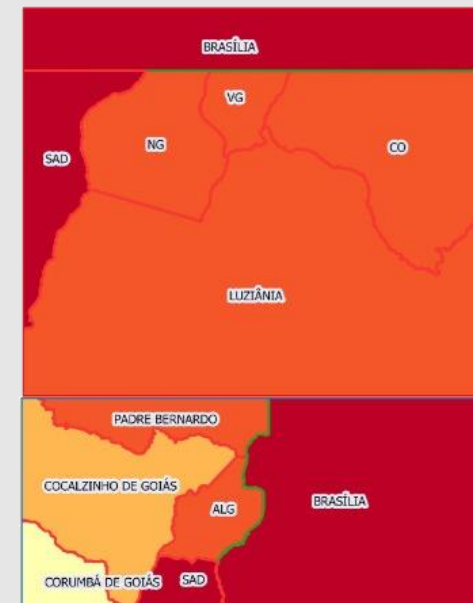 BRASÍLIA
VG
NG
CO
SAD
LUZIÂNIA
PADRE BERNARDO
COCALZINHO DE GOIÁS
BRASÍLIA
ALG
CORUMBÁ DE GOIÁS
SAD